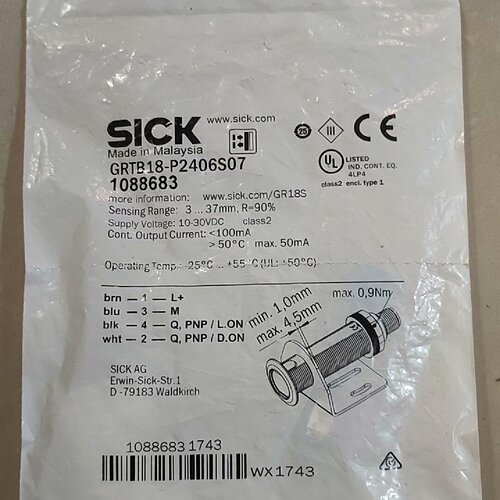 SICK www.sick.com
Made in Malaysia
GRTB18-P2406S07
1088683
more information: www.sick.com/GR18S
Sensing Range: 3 ... 37mm, R=90%
Supply Voltage: 10-30VDC class2
Cont. Output Current: <100mA
>50°C max. 50mA
Operating Temp.: -25°C ... +55°C (UL: +50°C)
25
III
UL LISTED
IND. CONT. EQ.
4LP4
class2 encl. type 1
brn — 1 — L+
blu — 3 — M
blk — 4 — Q, PNP / L.ON
wht — 2 — Q, PNP / D.ON
min. 1,0mm
max. 4,5mm
max. 0,9Nm
SICK AG
Erwin-Sick-Str.1
D -79183 Waldkirch
1088683 1743
WX1743